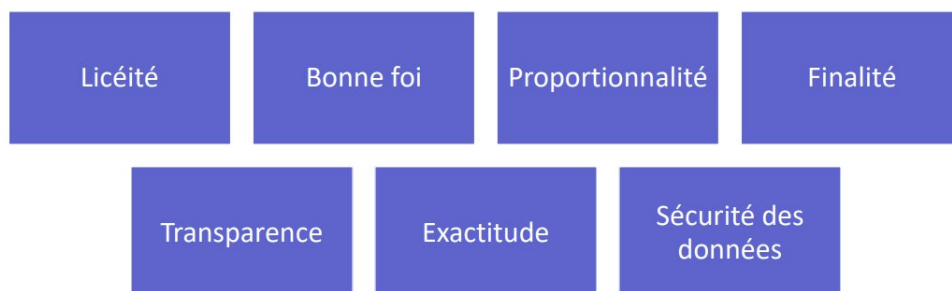 Licéité
Bonne foi
Proportionnalité
Finalité
Transparence
Exactitude
Sécurité des
données